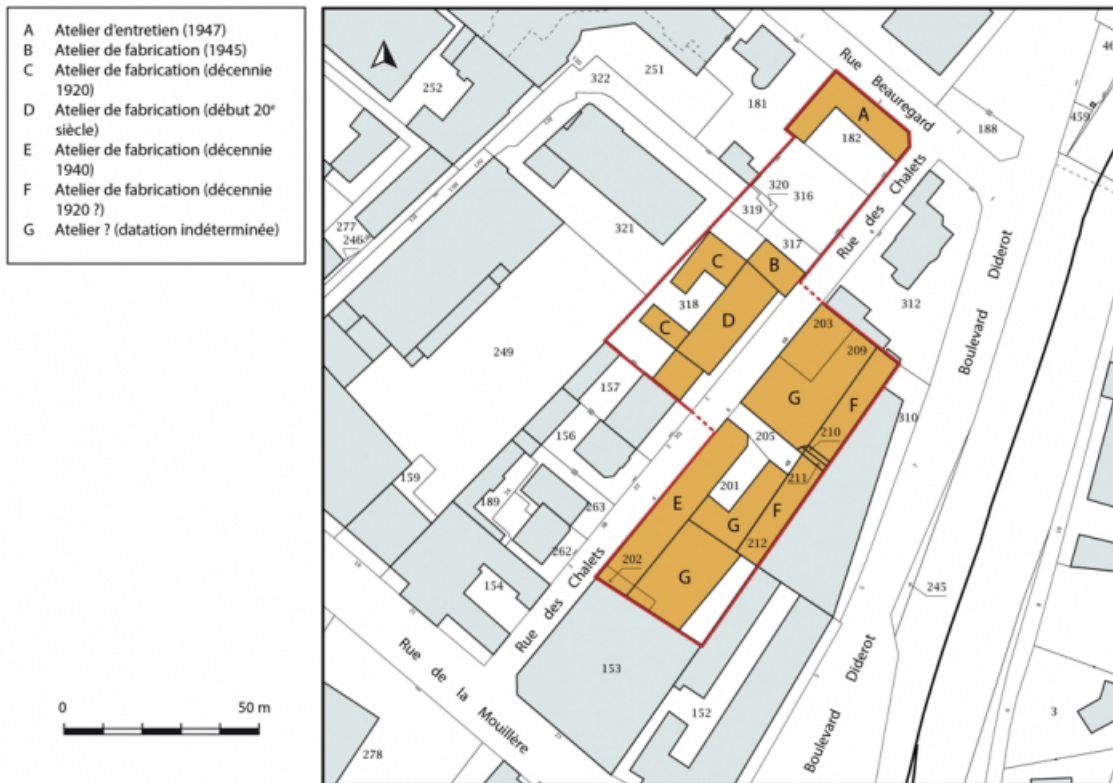 A Atelier d'entretien (1947)
B Atelier de fabrication (1945)
C Atelier de fabrication (décennie
1920)
D Atelier de fabrication (début 20e
siècle)
E Atelier de fabrication (décennie
1940)
F Atelier de fabrication (décennie
1920 ?)
G Atelier ? (datation indéterminée)
0 50 m
252
251
322
181
Rue Beauregard
188
459
A
182
277
246
321
320
316
319
317
Rue des Chalets
Boulevard Diderot
C
B
318
C
D
312
203
209
249
G
F
157
310
205
210
156
211
159
201
189
E
G
F
263
212
262
202
154
G
245
Rue des Chalets
153
Rue de la Mouillère
152
Boulevard Diderot
3
278